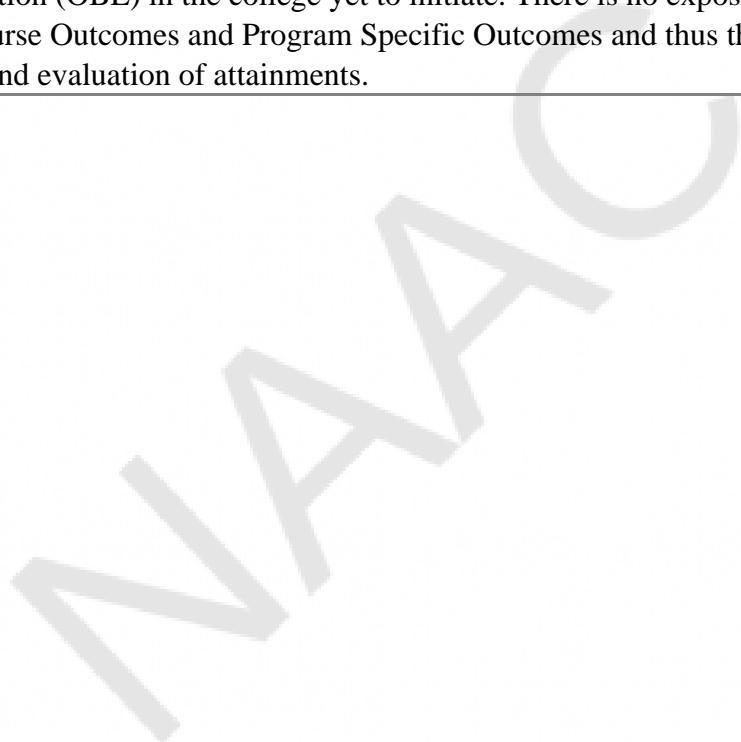 tion (OBE) in the college yet to initiate. There is no expos
urse Outcomes and Program Specific Outcomes and thus th
nd evaluation of attainments.
NAAC